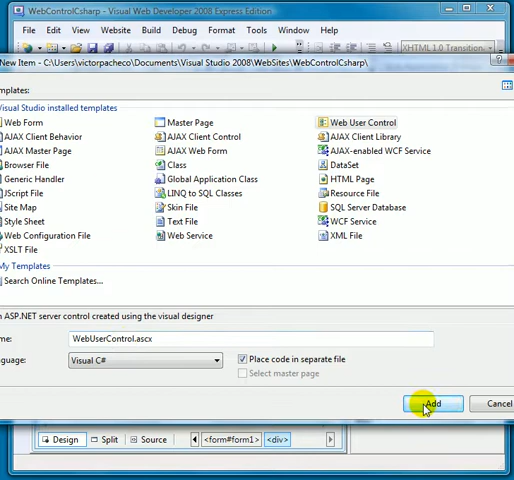 WebControlCsharp - Visual Web Developer 2008 Express Edition
File Edit View Website Build Debug Format Tools Window Help
XHTML 1.0 Transition
New Item - C:\Users\victorpacheco\Documents\Visual Studio 2008\WebSites\WebControlCsharp\
mplates:
Visual Studio installed templates
Web Form Master Page Web User Control
AJAX Client Behavior AJAX Client Control AJAX Client Library
AJAX Master Page AJAX Web Form AJAX-enabled WCF Service
Browser File Class DataSet
Generic Handler Global Application Class HTML Page
JScript File LINQ to SQL Classes Resource File
Site Map Skin File SQL Server Database
Style Sheet Text File WCF Service
Web Configuration File Web Service XML File
XSLT File
My Templates
Search Online Templates...
n ASP.NET server control created using the visual designer
me: WebUserControl.ascx
nguage: Visual C# Place code in separate file
Select master page
Add Cancel
Design Split Source <form#form1> <div>